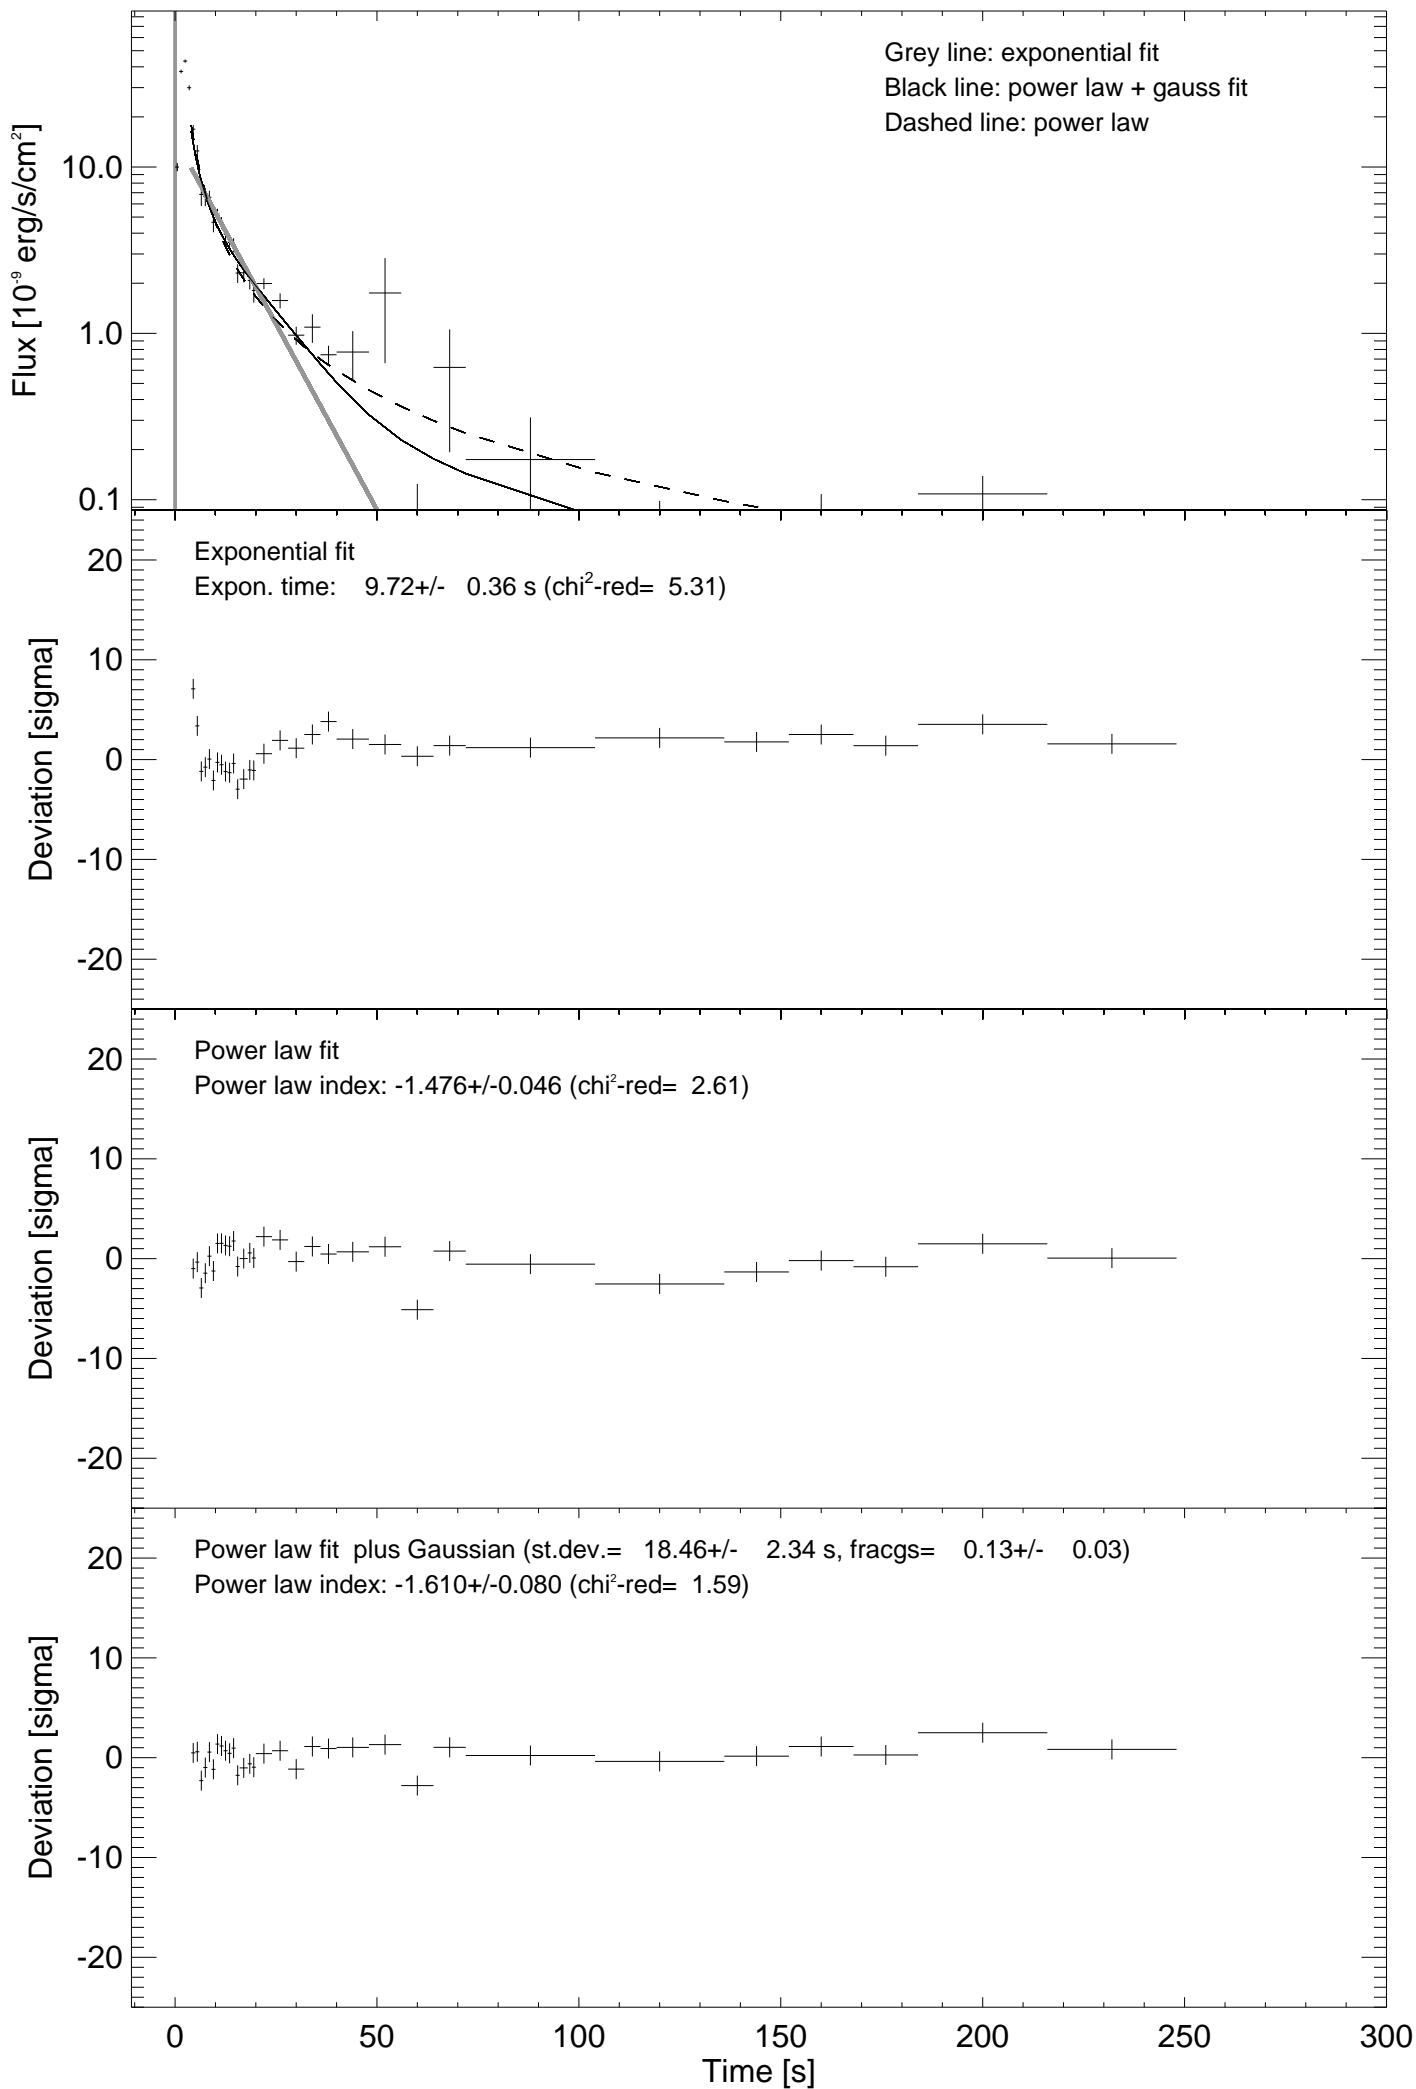 Grey line: exponential fit
Black line: power law + gauss fit
Dashed line: power law
Flux [10⁻⁹ erg/s/cm²]
10.0
1.0
0.1
Exponential fit
Expon. time: 9.72+/- 0.36 s (chi²-red= 5.31)
Deviation [sigma]
20
10
0
-10
-20
Power law fit
Power law index: -1.476+/-0.046 (chi²-red= 2.61)
Deviation [sigma]
20
10
0
-10
-20
Power law fit plus Gaussian (st.dev.= 18.46+/- 2.34 s, fracgs= 0.13+/- 0.03)
Power law index: -1.610+/-0.080 (chi²-red= 1.59)
Deviation [sigma]
20
10
0
-10
-20
0 50 100 150 200 250 300
Time [s]